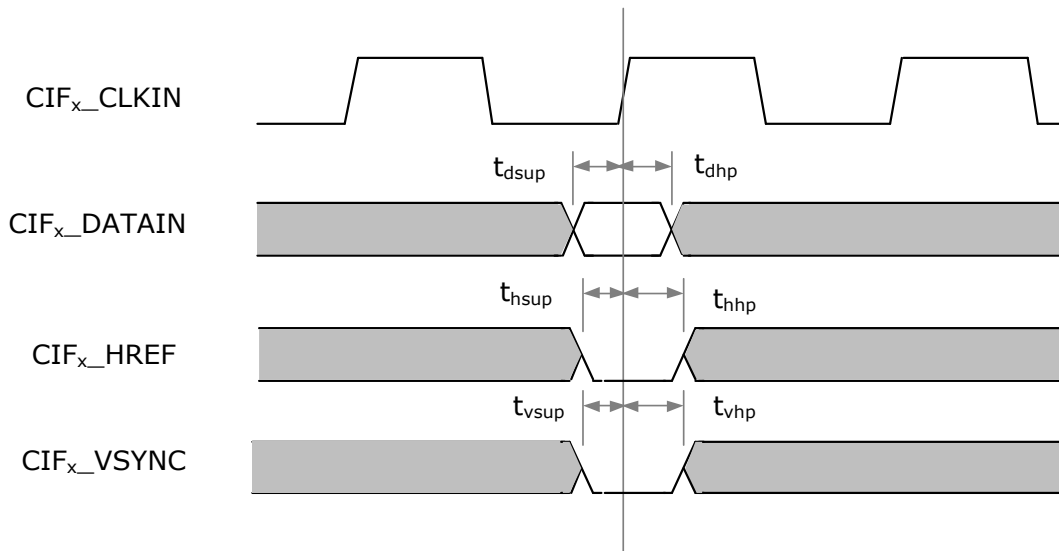 CIFx_CLKIN
tdsup tdhp
CIFx_DATAIN
thsup thhp
CIFx_HREF
tvsup tvhp
CIFx_VSYNC